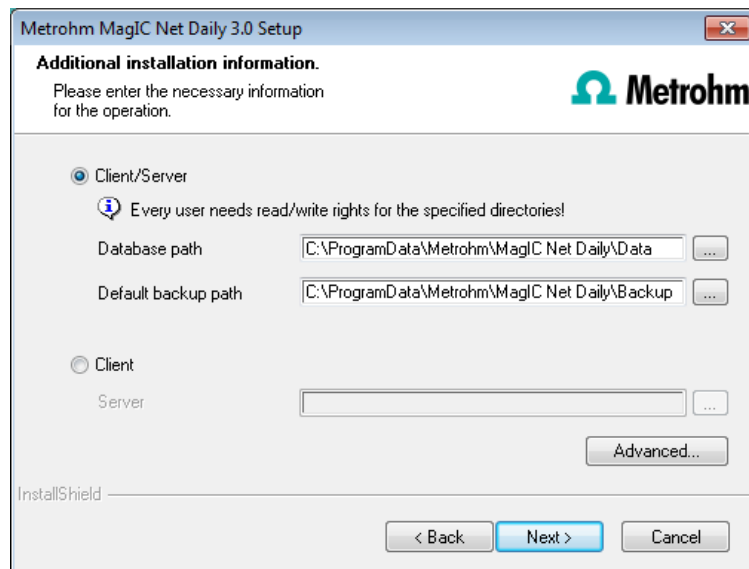 Metrohm MagIC Net Daily 3.0 Setup
Additional installation information.
Please enter the necessary information
for the operation.
Metrohm
Client/Server
Every user needs read/write rights for the specified directories!
Database path
C:\ProgramData\Metrohm\MagIC Net Daily\Data
...
Default backup path
C:\ProgramData\Metrohm\MagIC Net Daily\Backup
...
Client
Server
...
Advanced...
InstallShield
< Back
Next >
Cancel